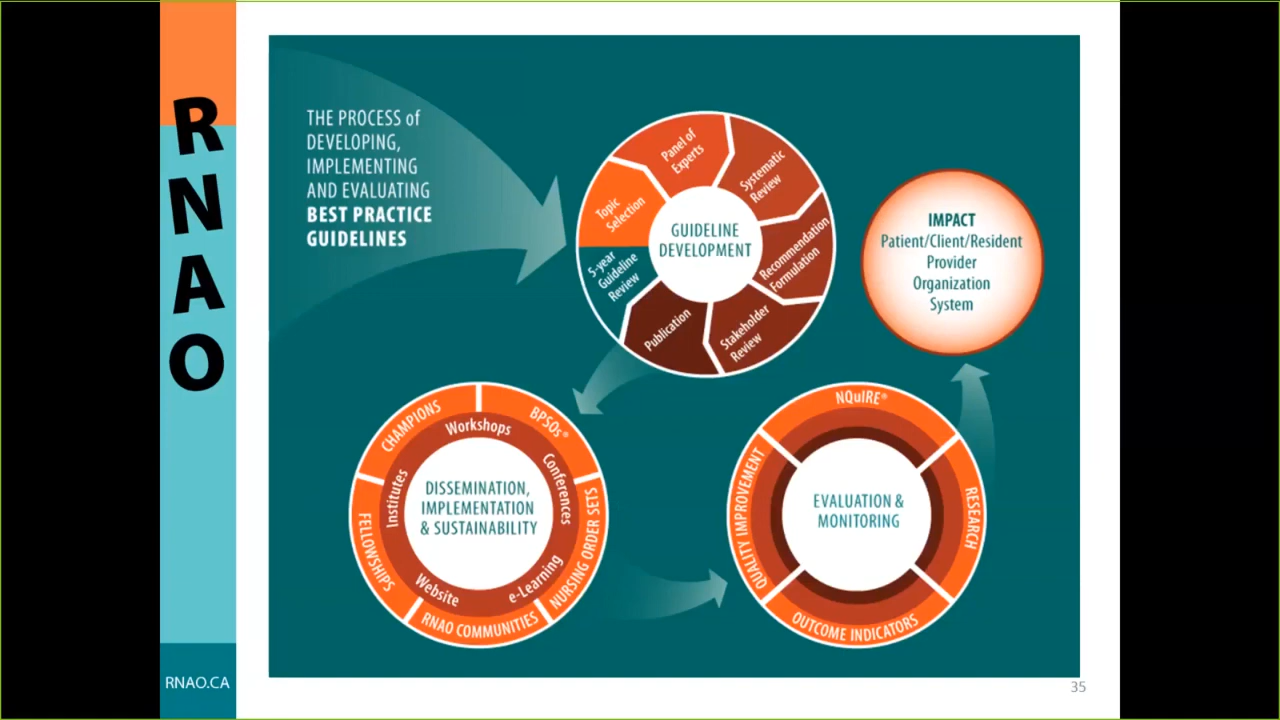 RNAO
RNAO.CA
THE PROCESS of
DEVELOPING,
IMPLEMENTING
AND EVALUATING
BEST PRACTICE
GUIDELINES
GUIDELINE
DEVELOPMENT
Topic
Selection
Panel of
Experts
Systematic
Review
Recommendation
Formulation
Stakeholder
Review
Publication
5-year
Guideline
Review
IMPACT
Patient/Client/Resident
Provider
Organization
System
DISSEMINATION,
IMPLEMENTATION
& SUSTAINABILITY
CHAMPIONS
BPSOs®
NURSING ORDER SETS
RNAO COMMUNITIES
FELLOWSHIPS
Workshops
Conferences
e-Learning
Website
Institutes
EVALUATION &
MONITORING
NQuIRE®
RESEARCH
OUTCOME INDICATORS
QUALITY IMPROVEMENT
35